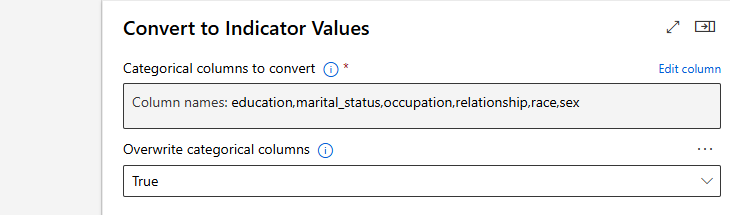 Convert to Indicator Values
Categorical columns to convert * Edit column
Column names: education,marital_status,occupation,relationship,race,sex
Overwrite categorical columns
True